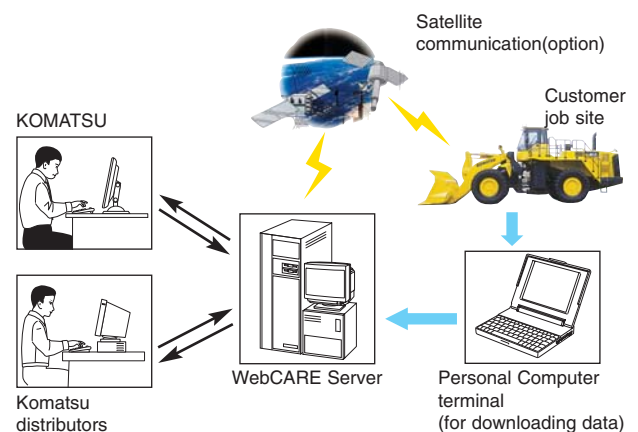 Satellite
communication(option)
KOMATSU
Customer
job site
WebCARE Server
Personal Computer
terminal
(for downloading data)
Komatsu
distributors